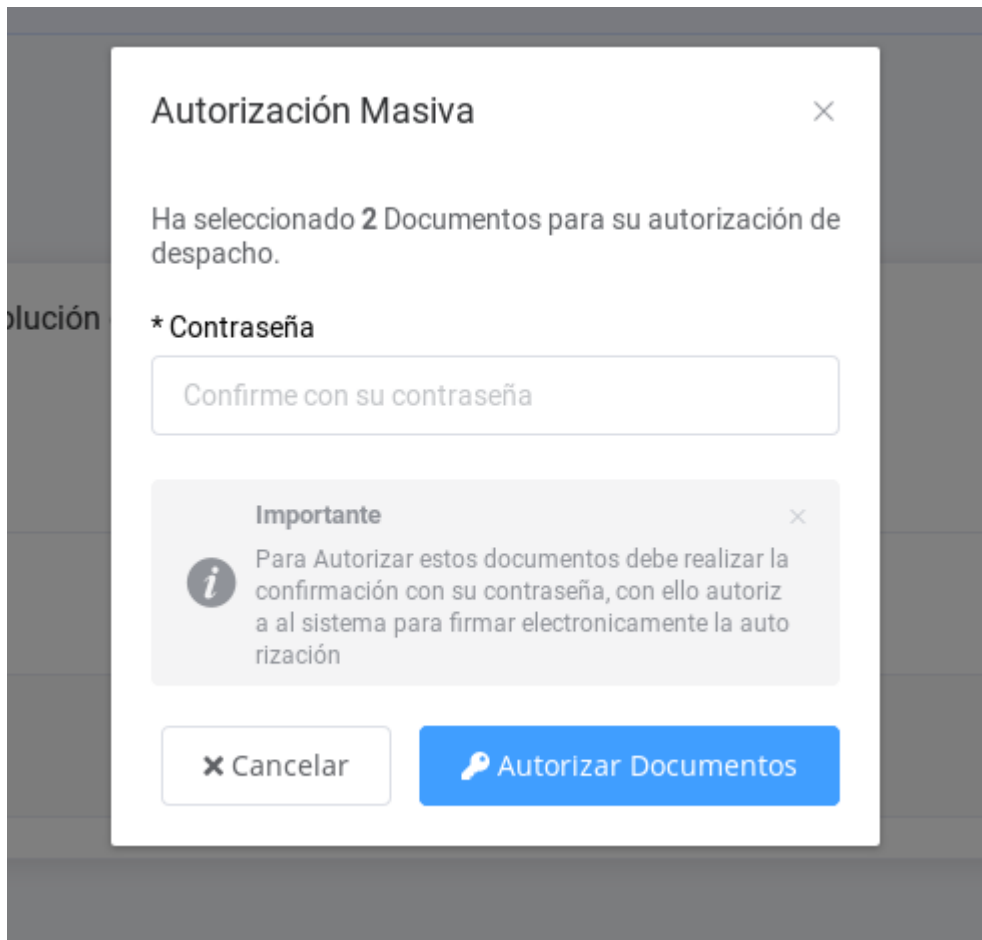 Autorización Masiva
Ha seleccionado 2 Documentos para su autorización de
despacho.
olución
* Contraseña
Confirme con su contraseña
Importante
Para Autorizar estos documentos debe realizar la
confirmación con su contraseña, con ello autoriz
a al sistema para firmar electronicamente la auto
rización
Cancelar
Autorizar Documentos